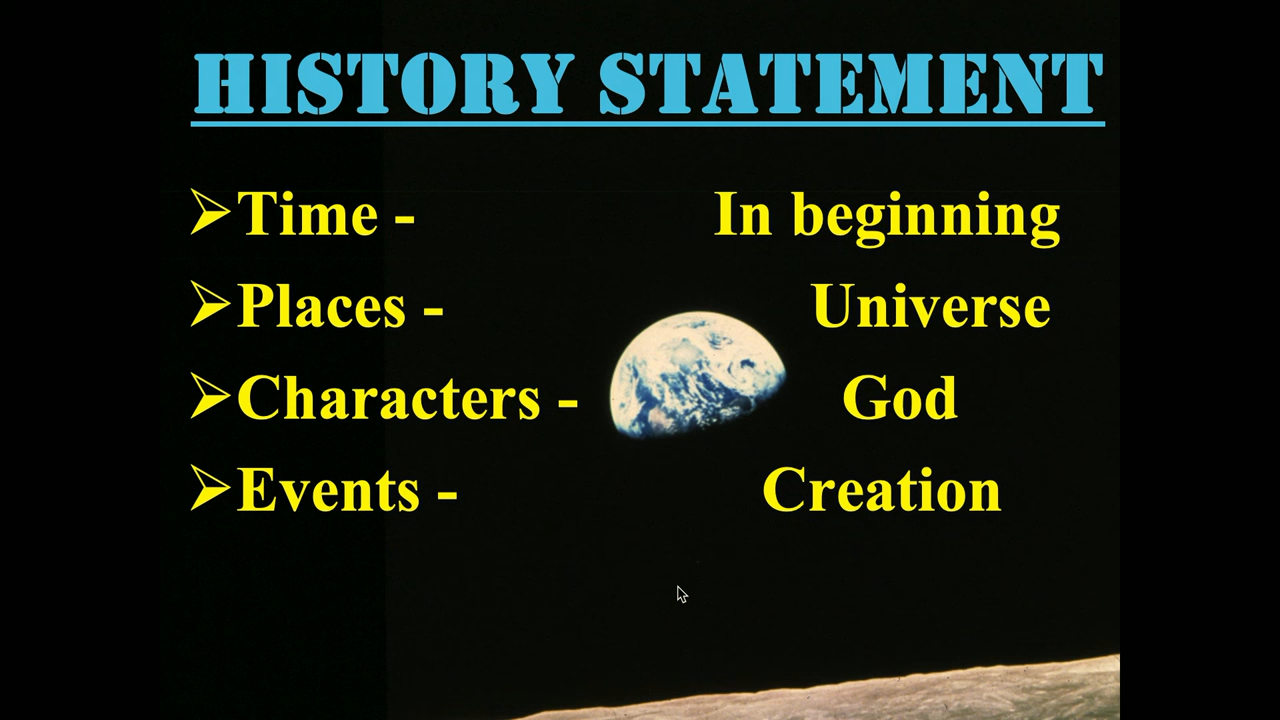 HISTORY STATEMENT
➢Time - In beginning
➢Places - Universe
➢Characters - God
➢Events - Creation